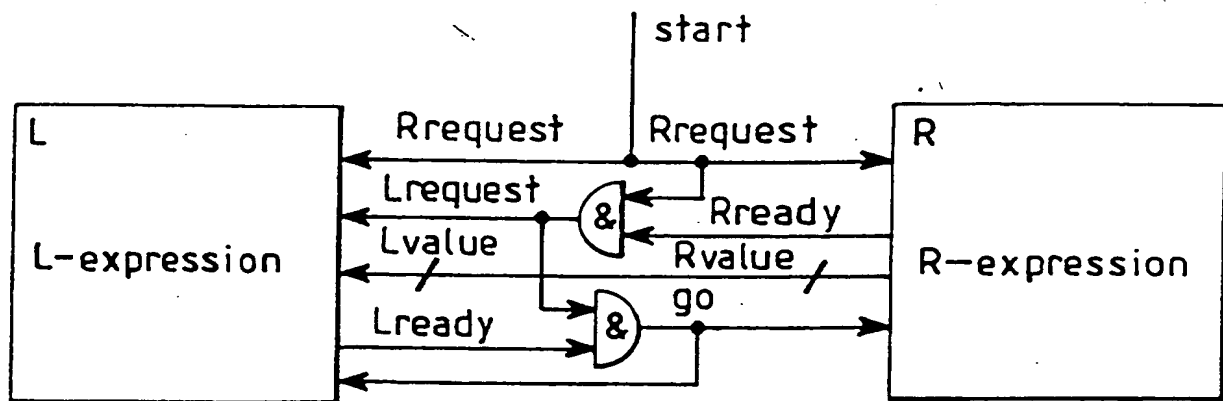 start
L
Rrequest
Rrequest
R
Lrequest
&
Rready
Lvalue
Rvalue
L-expression
R-expression
go
Lready
&